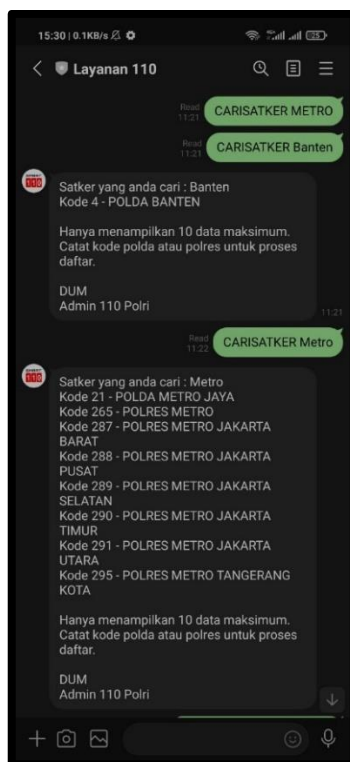 15:30 | 0.1KB/s
Layanan 110
Read
11:21
CARISATKER METRO
Read
11:21
CARISATKER Banten
110
Satker yang anda cari : Banten
Kode 4 - POLDA BANTEN
Hanya menampilkan 10 data maksimum.
Catat kode polda atau polres untuk proses
daftar.
DUM
Admin 110 Polri
11:21
Read
11:22
CARISATKER Metro
110
Satker yang anda cari : Metro
Kode 21 - POLDA METRO JAYA
Kode 265 - POLRES METRO
Kode 287 - POLRES METRO JAKARTA
BARAT
Kode 288 - POLRES METRO JAKARTA
PUSAT
Kode 289 - POLRES METRO JAKARTA
SELATAN
Kode 290 - POLRES METRO JAKARTA
TIMUR
Kode 291 - POLRES METRO JAKARTA
UTARA
Kode 295 - POLRES METRO TANGERANG
KOTA
Hanya menampilkan 10 data maksimum.
Catat kode polda atau polres untuk proses
daftar.
DUM
Admin 110 Polri